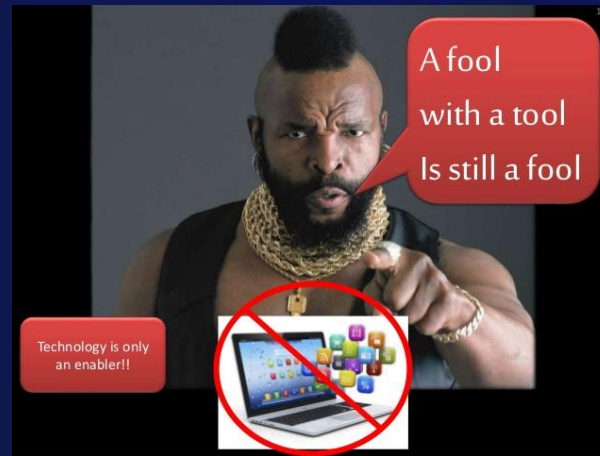 A fool
with a tool
Is still a fool
Technology is only
an enabler!!